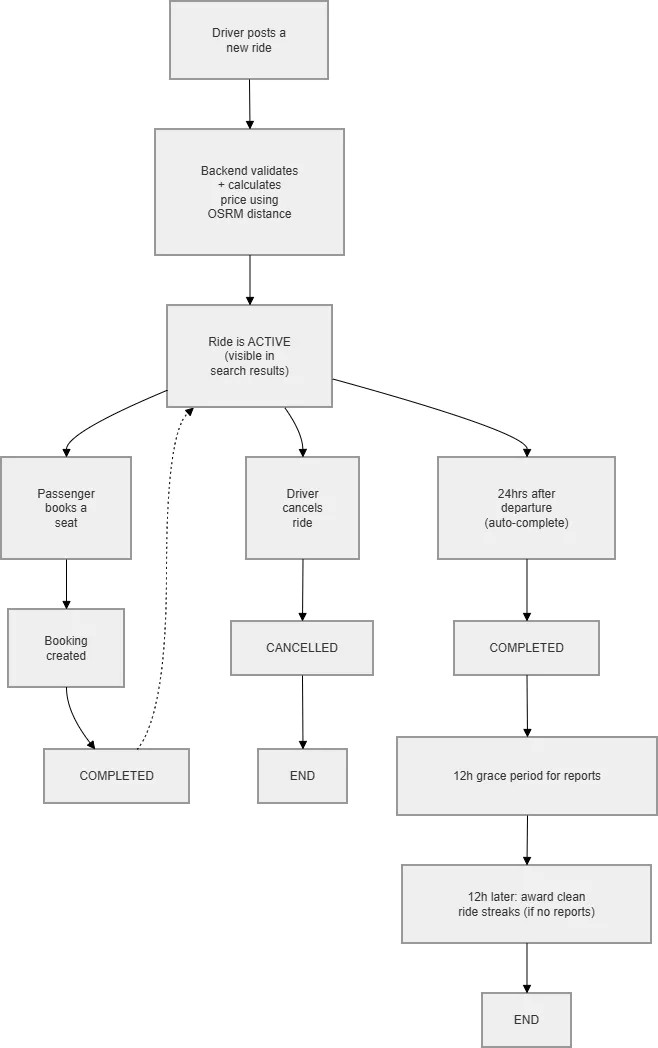 Driver posts a
new ride
Backend validates
+ calculates
price using
OSRM distance
Ride is ACTIVE
(visible in
search results)
Passenger
books a
seat
Driver
cancels
ride
24hrs after
departure
(auto-complete)
Booking
created
CANCELLED
COMPLETED
COMPLETED
END
12h grace period for reports
12h later: award clean
ride streaks (if no reports)
END